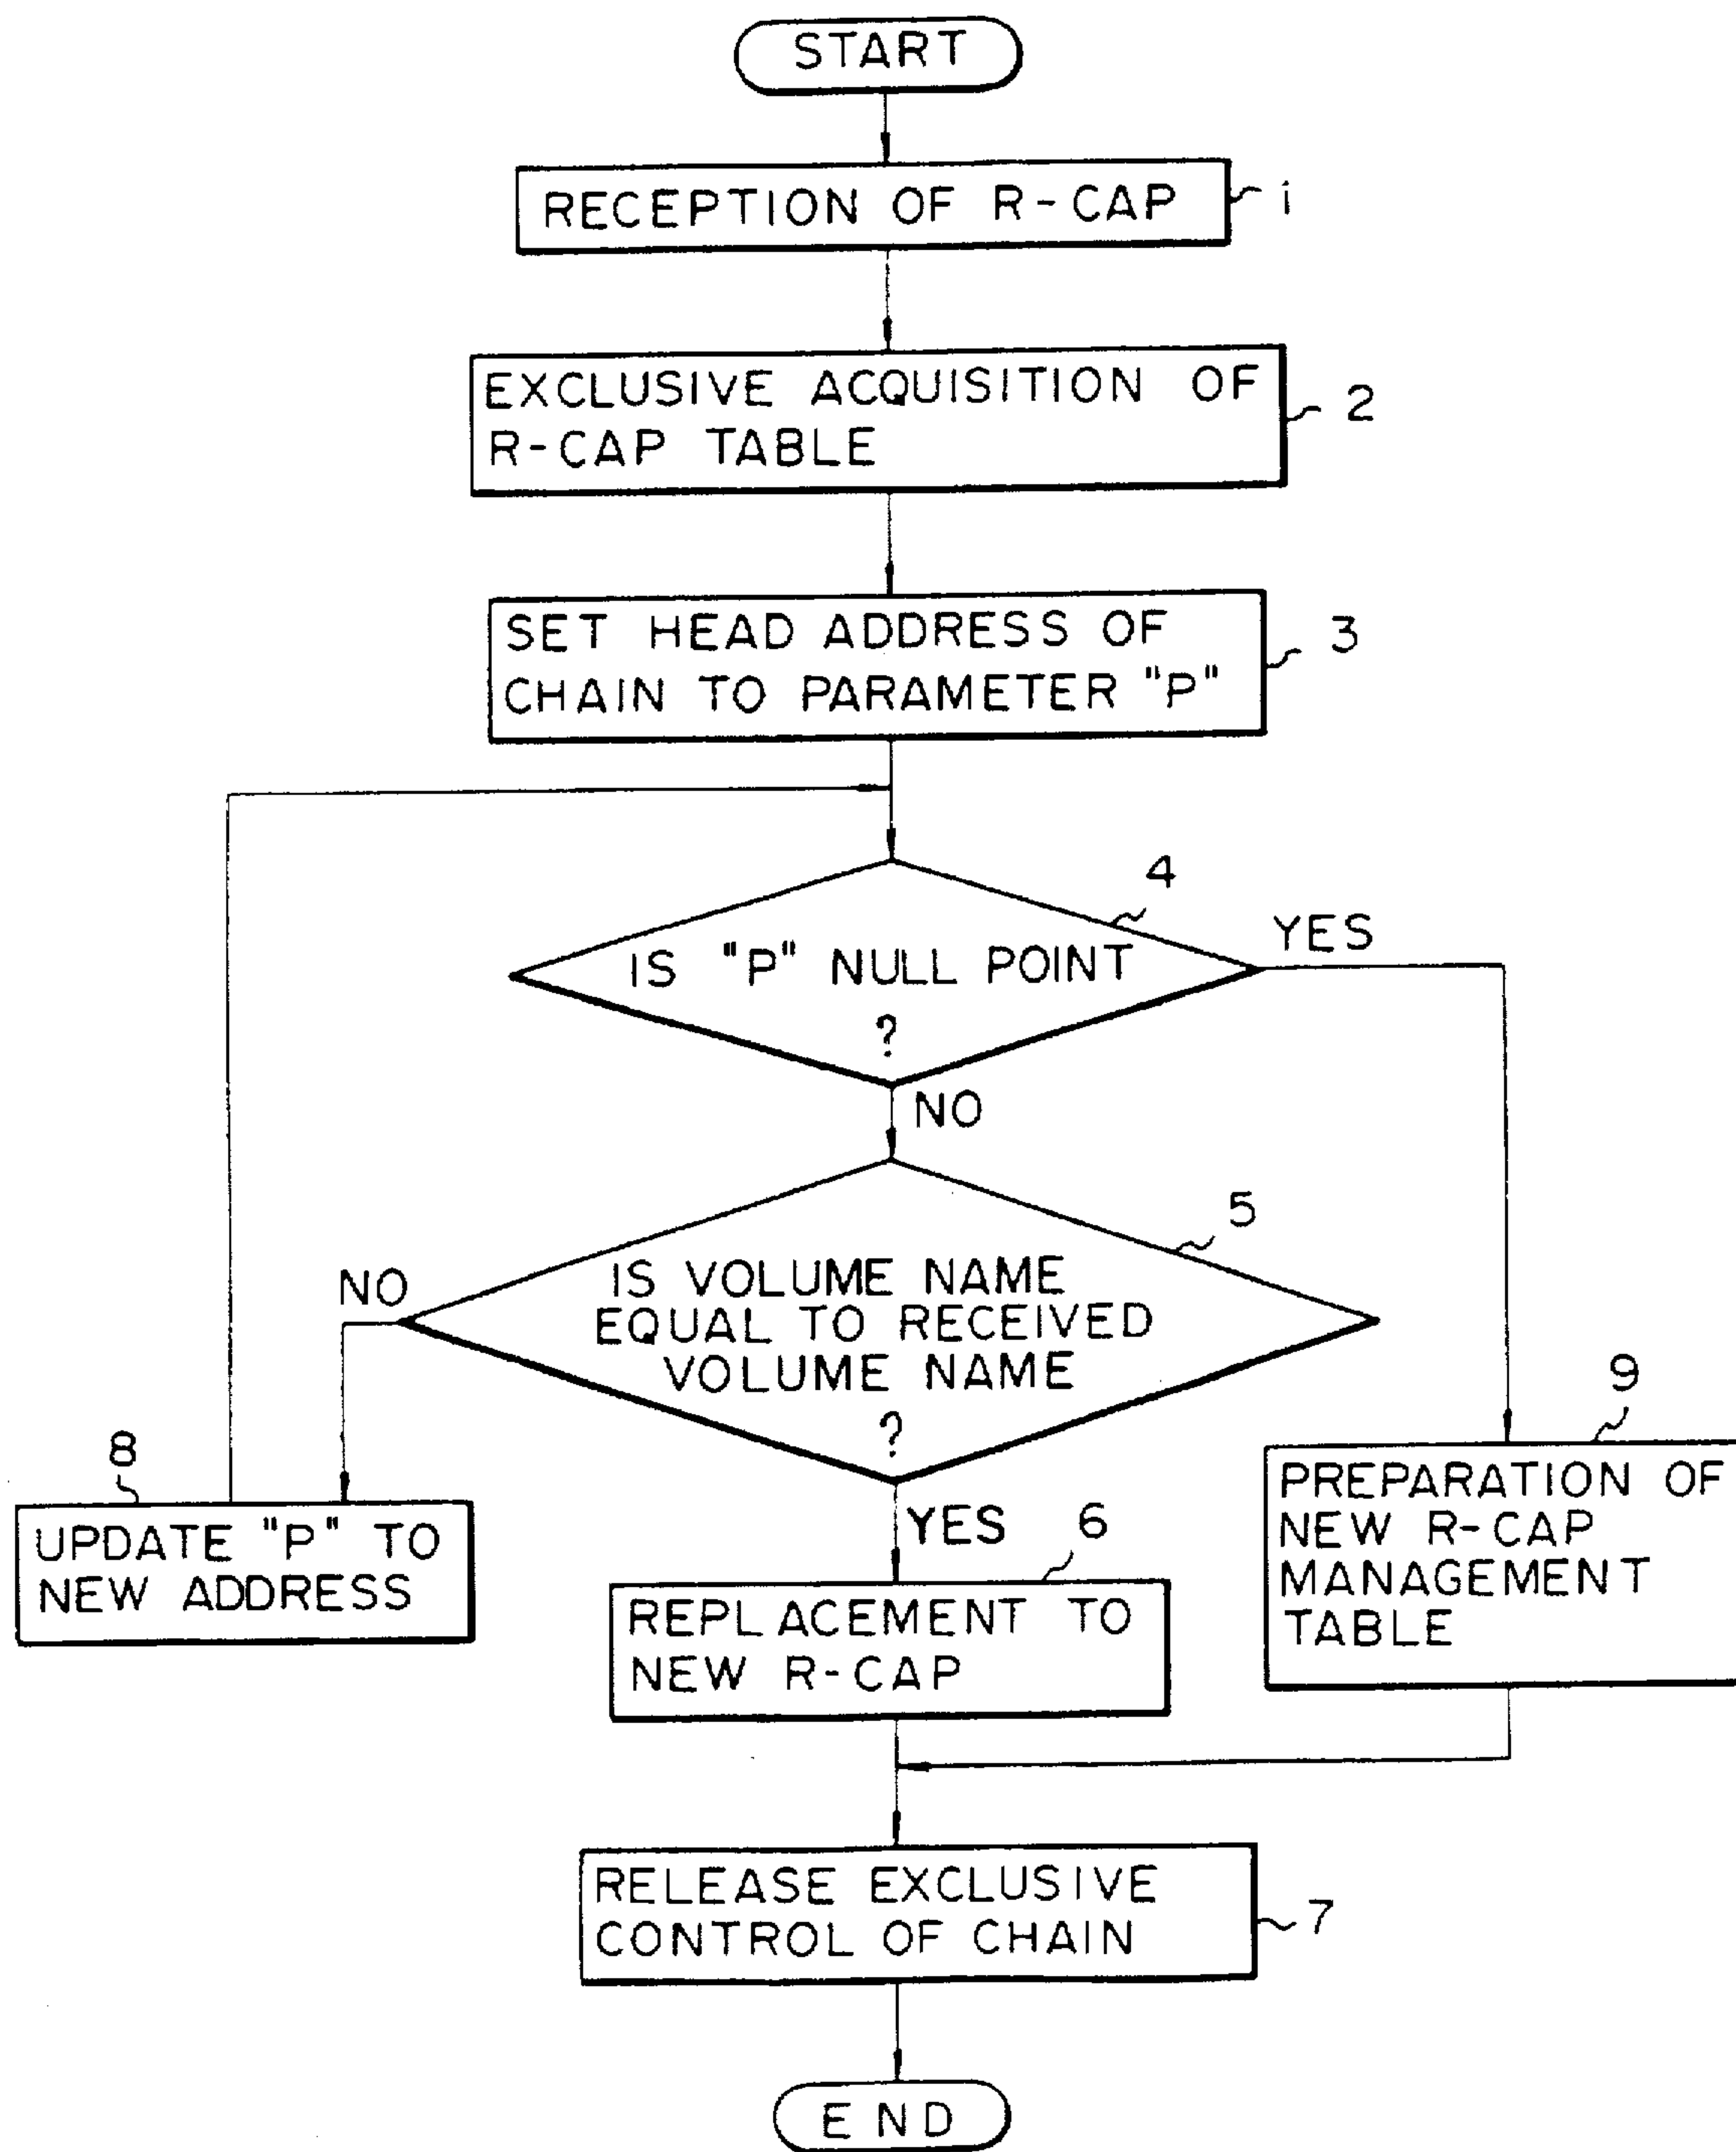 START
RECEPTION OF R-CAP
1
EXCLUSIVE ACQUISITION OF
R-CAP TABLE
2
SET HEAD ADDRESS OF
CHAIN TO PARAMETER "P"
3
4
IS "P" NULL POINT
?
YES
NO
5
IS VOLUME NAME
EQUAL TO RECEIVED
VOLUME NAME
?
NO
YES
8
UPDATE "P" TO
NEW ADDRESS
6
REPLACEMENT TO
NEW R-CAP
9
PREPARATION OF
NEW R-CAP
MANAGEMENT
TABLE
RELEASE EXCLUSIVE
CONTROL OF CHAIN
7
END